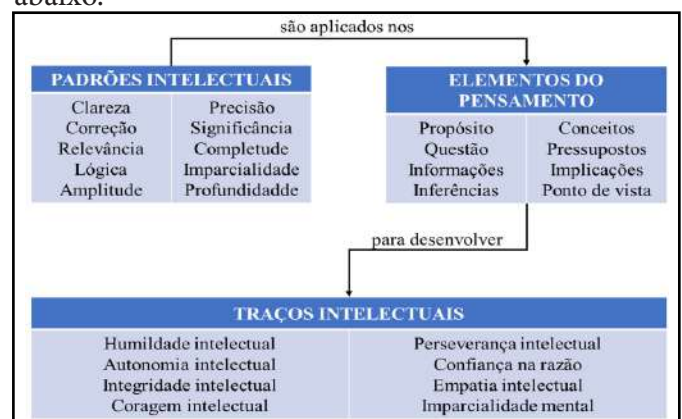 abaixo.
são aplicados nos
PADRÕES INTELECTUAIS
Clareza Precisão
Correção Significância
Relevância Completude
Lógica Imparcialidade
Amplitude Profundidadde
ELEMENTOS DO
PENSAMENTO
Propósito Conceitos
Questão Pressupostos
Informações Implicações
Inferências Ponto de vista
para desenvolver
TRAÇOS INTELECTUAIS
Humildade intelectual Perseverança intelectual
Autonomia intelectual Confiança na razão
Integridade intelectual Empatia intelectual
Coragem intelectual Imparcialidade mental